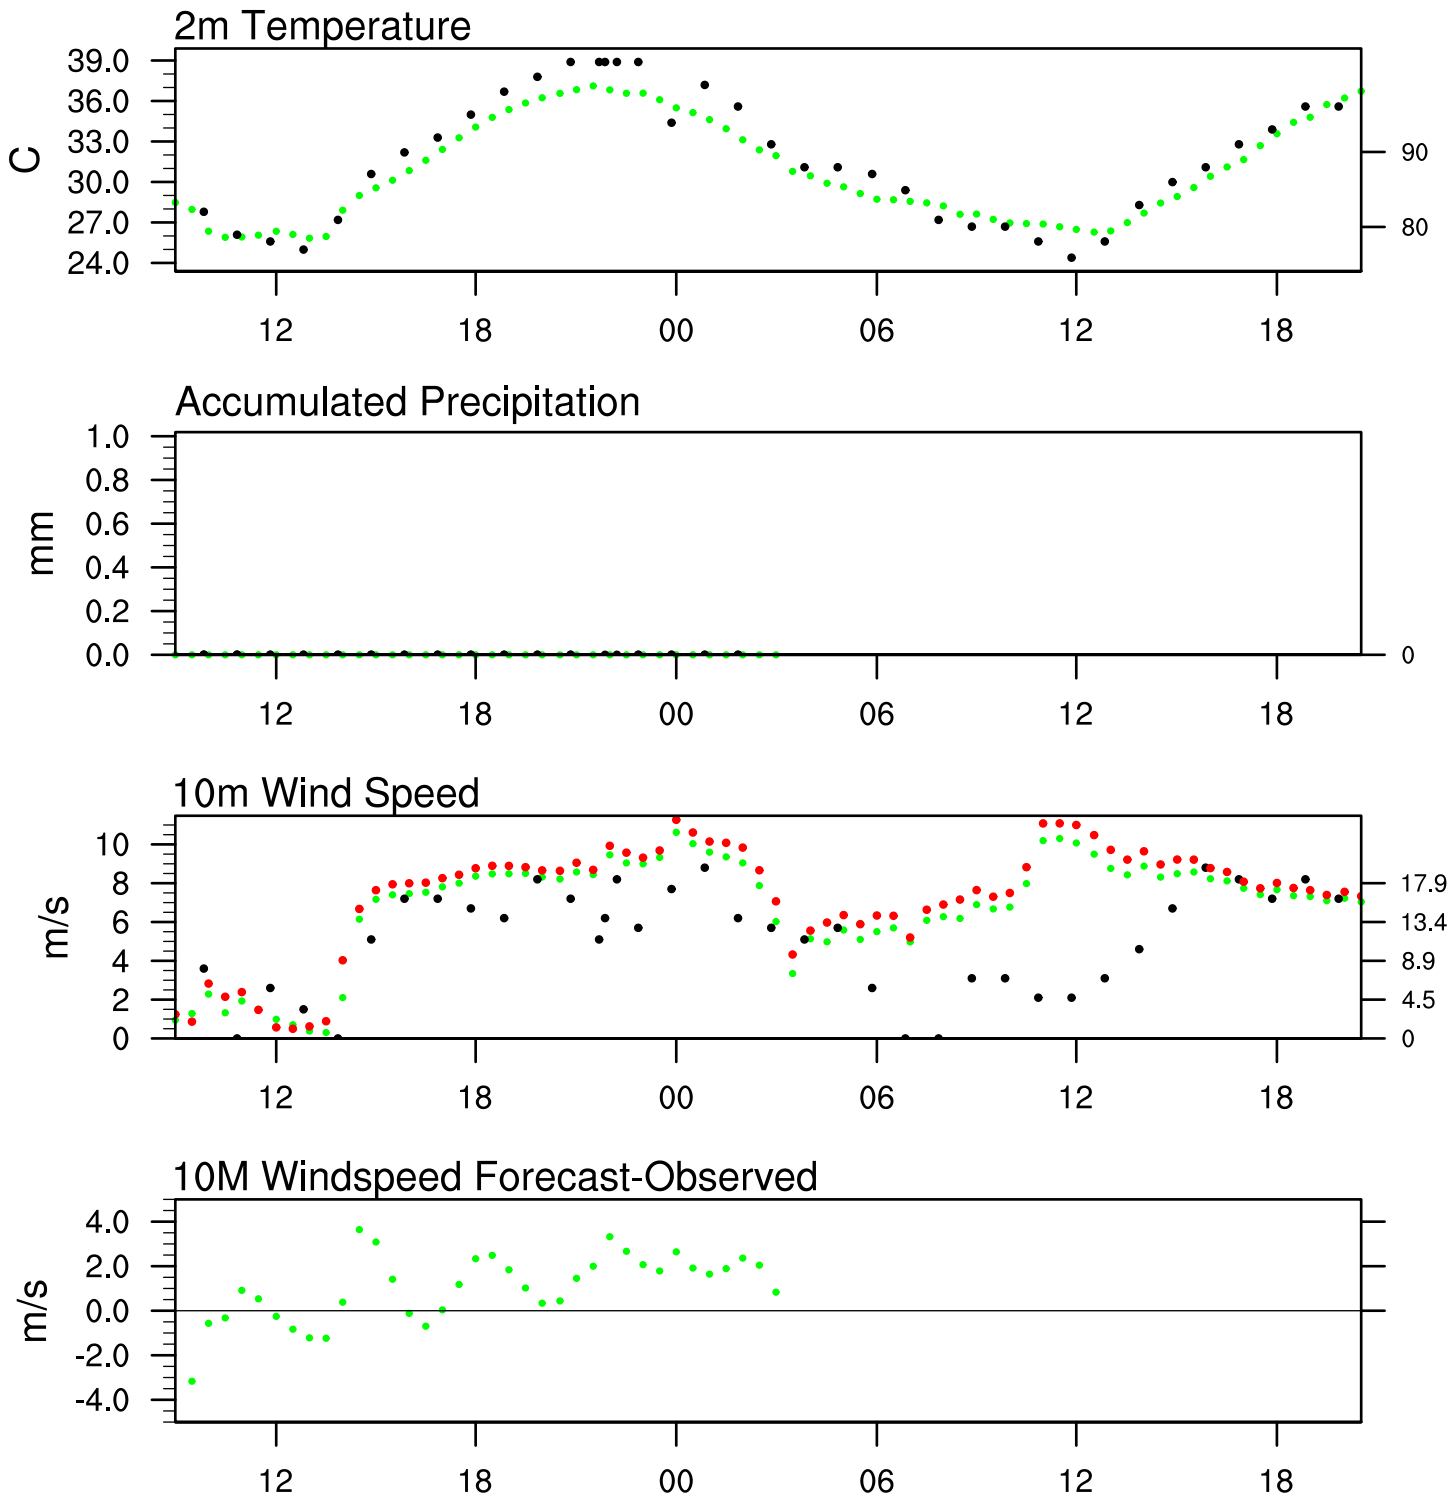 2m Temperature
39.0
36.0
33.0
30.0
27.0
24.0
C
90
80
12 18 00 06 12 18
Accumulated Precipitation
1.0
0.8
0.6
0.4
0.2
0.0
mm
0
12 18 00 06 12 18
10m Wind Speed
10
8
6
4
2
0
m/s
17.9
13.4
8.9
4.5
0
12 18 00 06 12 18
10M Windspeed Forecast-Observed
4.0
2.0
0.0
-2.0
-4.0
m/s
12 18 00 06 12 18